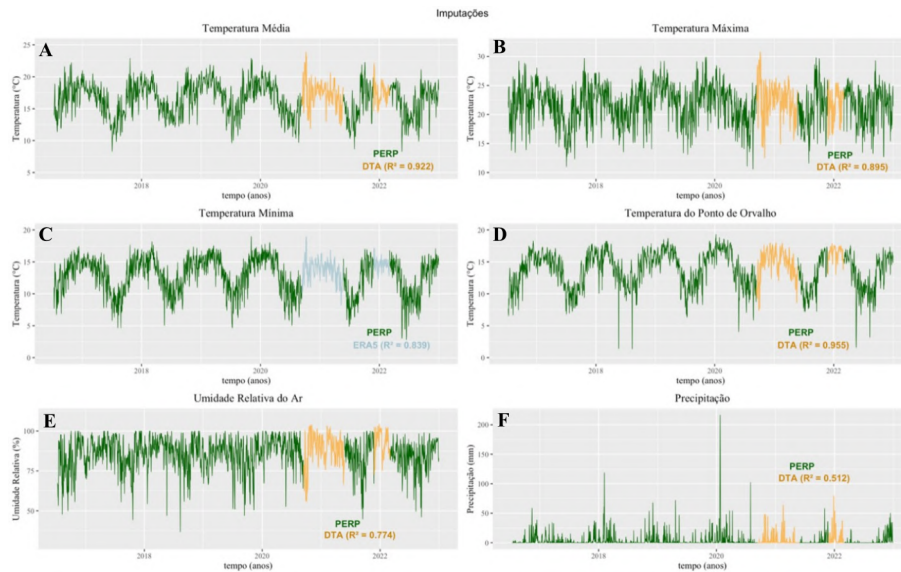 Imputações
Temperatura Média
A
25
20
15
10
5
Temperatura (°C)
PERP
DTA (R² = 0.922)
2018
2020
2022
tempo (anos)
Temperatura Máxima
B
30
25
20
15
10
Temperatura (°C)
PERP
DTA (R² = 0.895)
2018
2020
2022
tempo (anos)
Temperatura Mínima
C
20
15
10
5
0
Temperatura (°C)
PERP
ERA5 (R² = 0.839)
2018
2020
2022
tempo (anos)
Temperatura do Ponto de Orvalho
D
20
15
10
5
0
Temperatura (°C)
PERP
DTA (R² = 0.955)
2018
2020
2022
tempo (anos)
Umidade Relativa do Ar
E
100
75
50
Umidade Relativa (%)
PERP
DTA (R² = 0.774)
2018
2020
2022
tempo (anos)
Precipitação
F
200
150
100
50
0
Precipitação (mm)
PERP
DTA (R² = 0.512)
2018
2020
2022
tempo (anos)